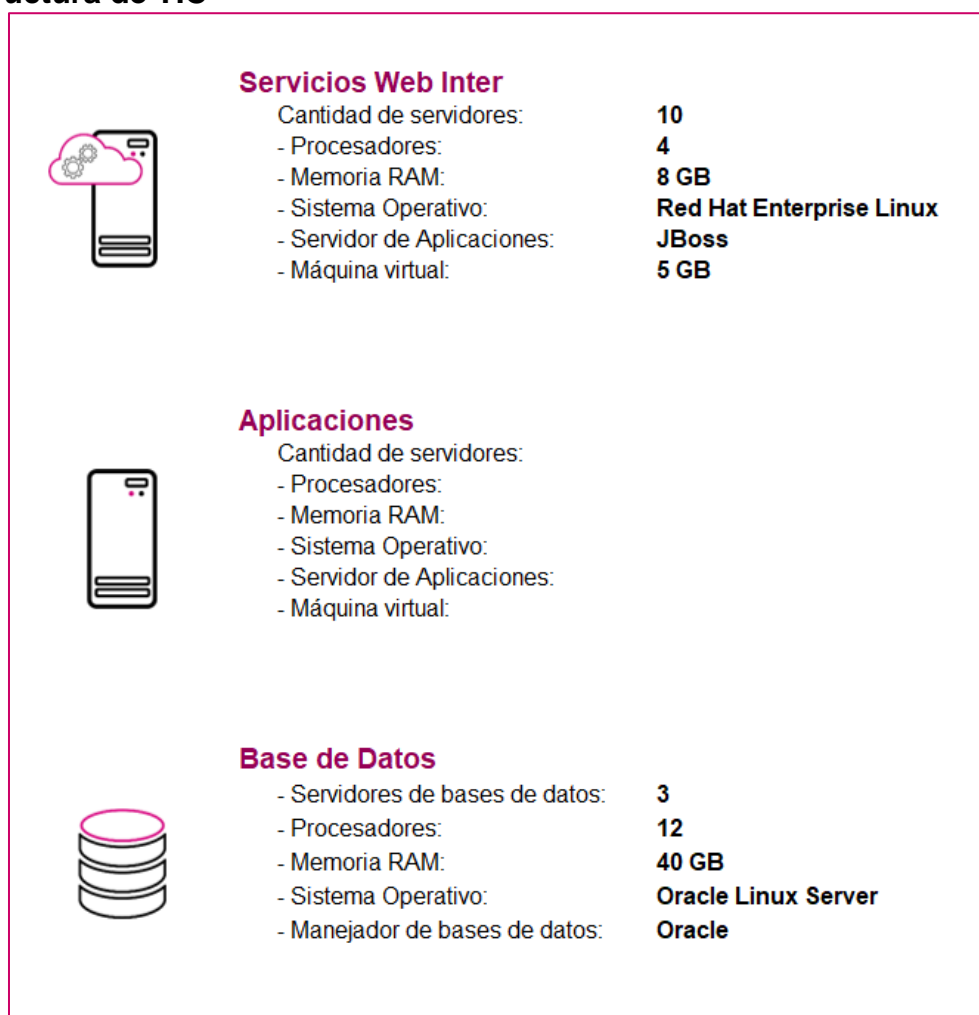 Servicios Web Inter
Cantidad de servidores: 10
- Procesadores: 4
- Memoria RAM: 8 GB
- Sistema Operativo: Red Hat Enterprise Linux
- Servidor de Aplicaciones: JBoss
- Máquina virtual: 5 GB
Aplicaciones
Cantidad de servidores:
- Procesadores:
- Memoria RAM:
- Sistema Operativo:
- Servidor de Aplicaciones:
- Máquina virtual:
Base de Datos
- Servidores de bases de datos: 3
- Procesadores: 12
- Memoria RAM: 40 GB
- Sistema Operativo: Oracle Linux Server
- Manejador de bases de datos: Oracle